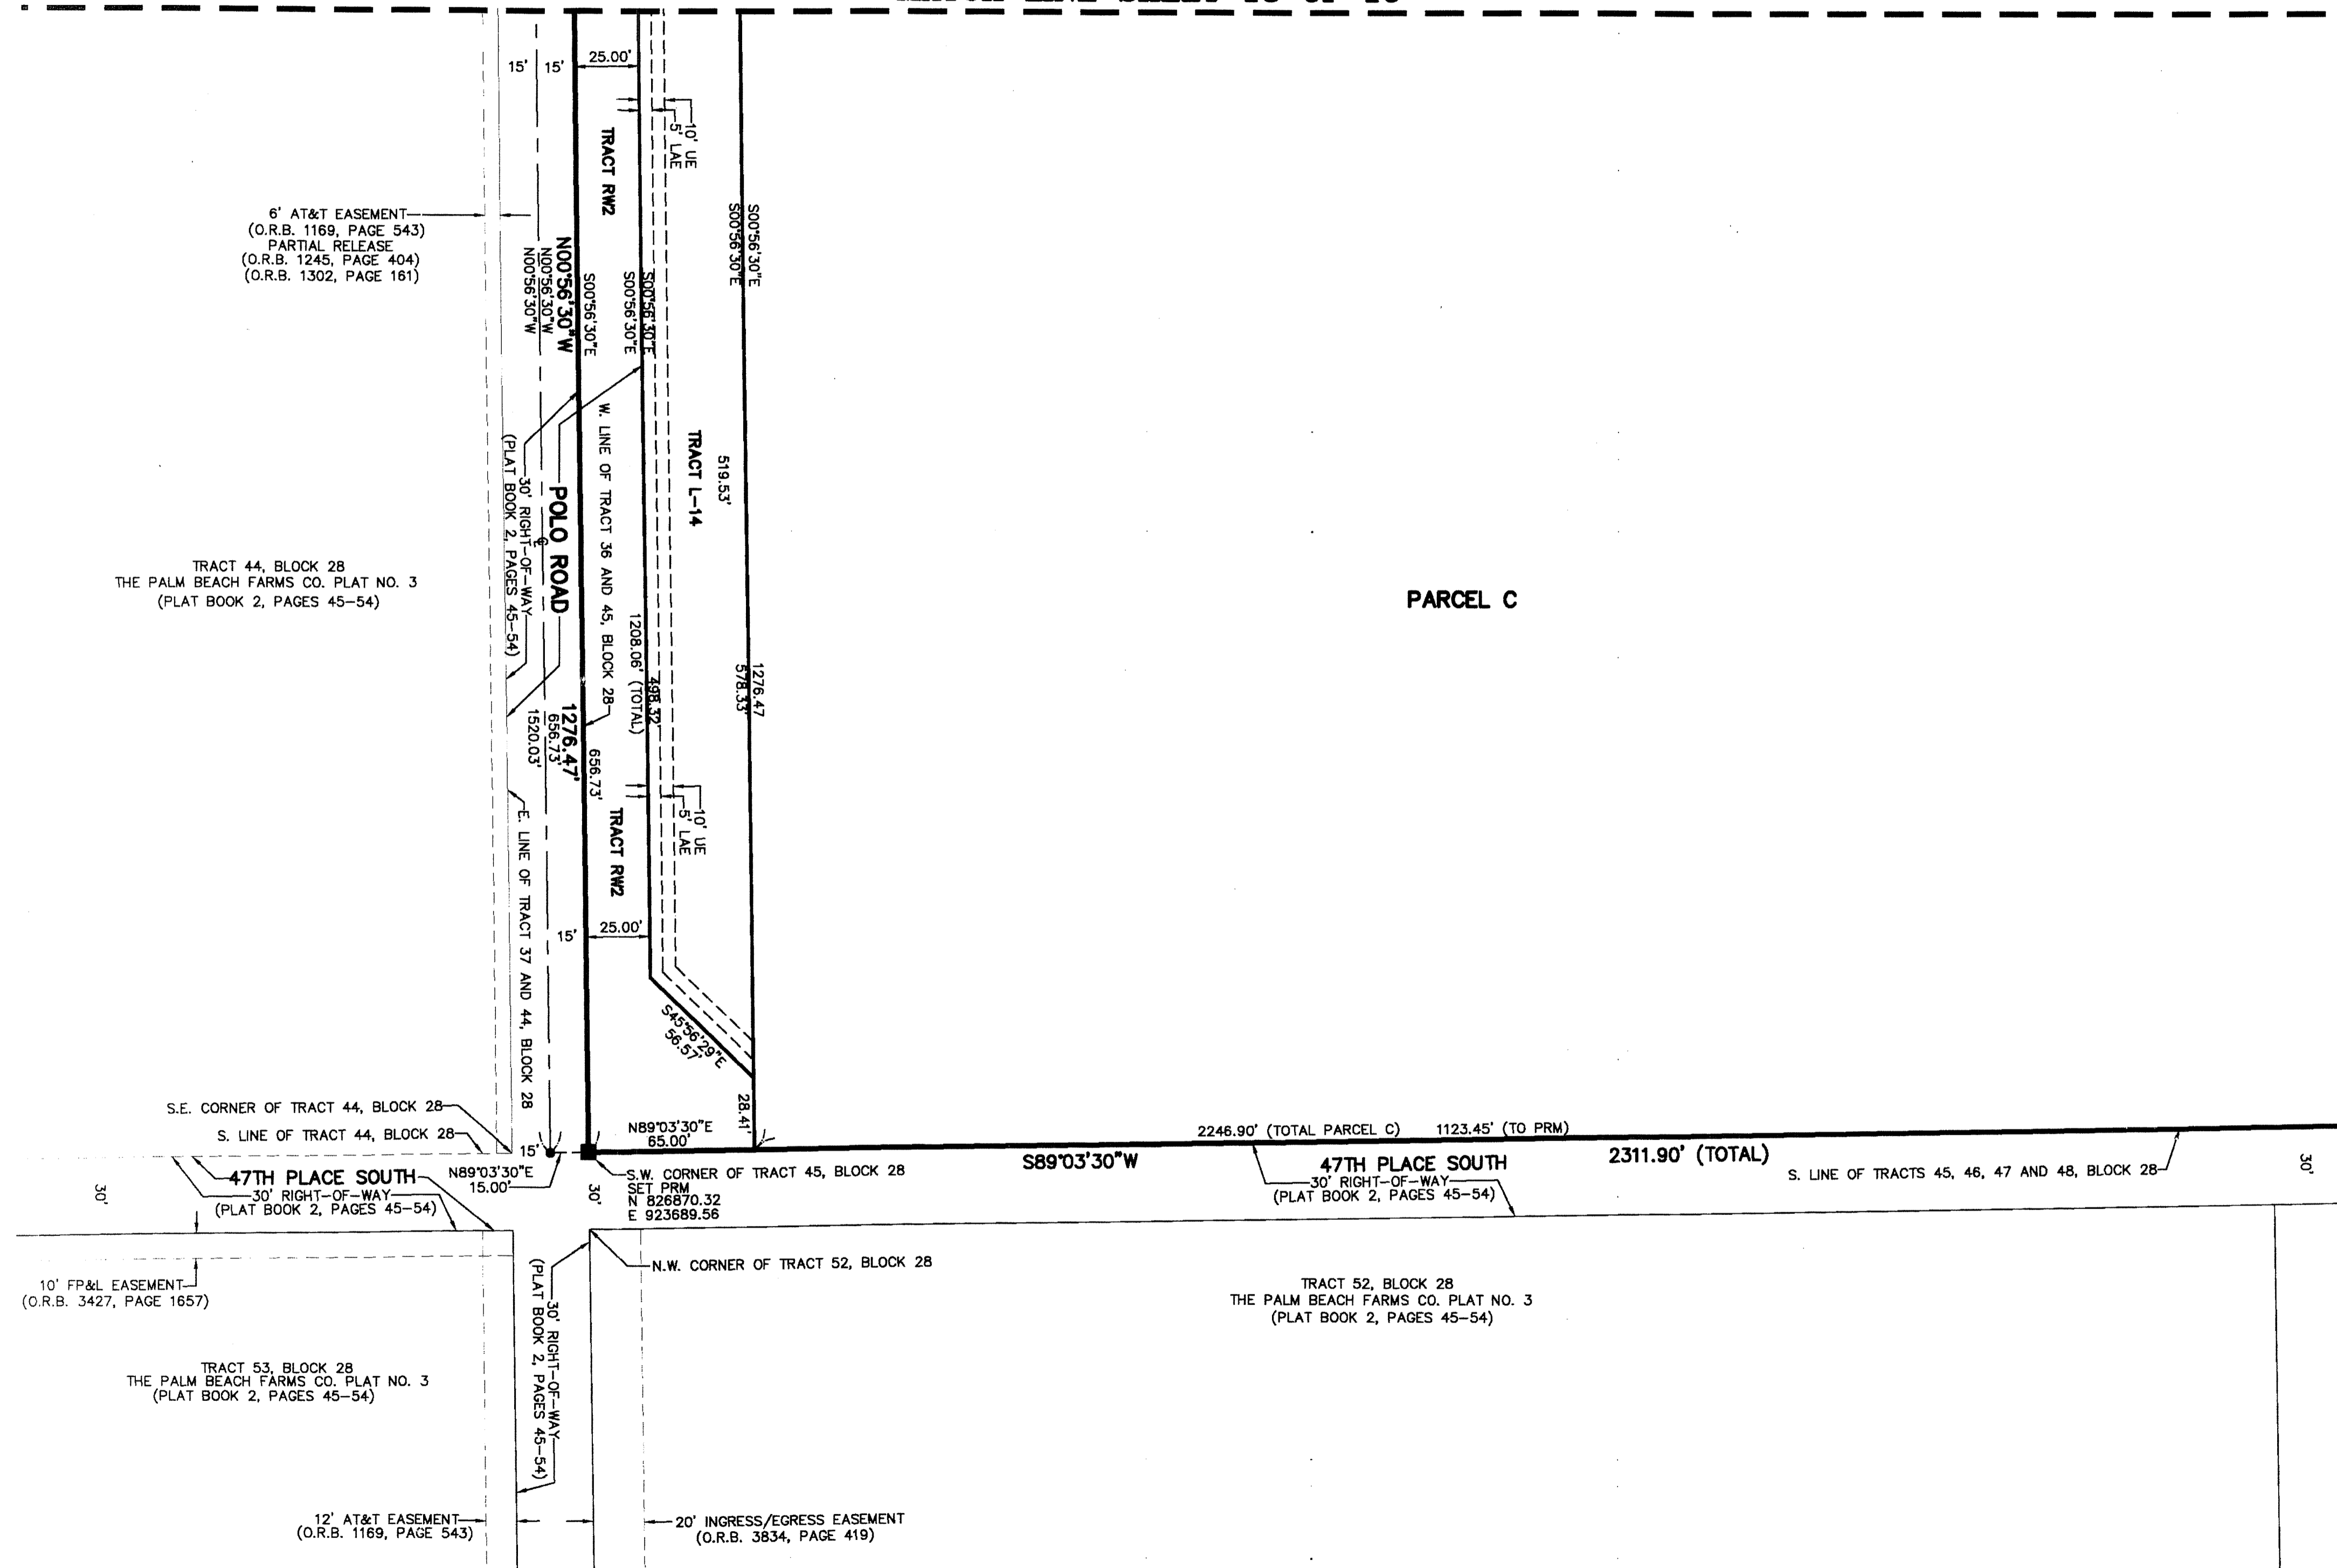 15'
15'
25.00'
10' UE
5' LAE
TRACT RW2
6' AT&T EASEMENT
(O.R.B. 1169, PAGE 543)
PARTIAL RELEASE
(O.R.B. 1245, PAGE 404)
(O.R.B. 1302, PAGE 161)
N00°56'30"W
N00°56'30"W
N00°56'30"W
S00°56'30"E
S00°56'30"E
S00°56'30"E
S00°56'30"E
S00°56'30"E
30' RIGHT-OF-WAY
(PLAT BOOK 2, PAGES 45-54)
POLO ROAD
W. LINE OF TRACT 36 AND 45, BLOCK 28
TRACT L-14
519.53'
TRACT 44, BLOCK 28
THE PALM BEACH FARMS CO. PLAT NO. 3
(PLAT BOOK 2, PAGES 45-54)
PARCEL C
1208.06' (TOTAL)
498.32'
1276.47
578.33'
1276.47'
656.73'
1520.03'
656.73'
10' UE
5' LAE
TRACT RW2
E. LINE OF TRACT 37 AND 44, BLOCK 28
15'
25.00'
S45°56'29"E
56.57'
28.41'
S.E. CORNER OF TRACT 44, BLOCK 28
S. LINE OF TRACT 44, BLOCK 28
15'
N89°03'30"E
65.00'
2246.90' (TOTAL PARCEL C)
1123.45' (TO PRM)
S89°03'30"W
47TH PLACE SOUTH
30' RIGHT-OF-WAY
(PLAT BOOK 2, PAGES 45-54)
2311.90' (TOTAL)
S. LINE OF TRACTS 45, 46, 47 AND 48, BLOCK 28
30'
30'
47TH PLACE SOUTH
30' RIGHT-OF-WAY
(PLAT BOOK 2, PAGES 45-54)
N89°03'30"E
15.00'
30'
S.W. CORNER OF TRACT 45, BLOCK 28
SET PRM
N 826870.32
E 923689.56
N.W. CORNER OF TRACT 52, BLOCK 28
10' FP&L EASEMENT
(O.R.B. 3427, PAGE 1657)
30' RIGHT-OF-WAY
(PLAT BOOK 2, PAGES 45-54)
TRACT 52, BLOCK 28
THE PALM BEACH FARMS CO. PLAT NO. 3
(PLAT BOOK 2, PAGES 45-54)
TRACT 53, BLOCK 28
THE PALM BEACH FARMS CO. PLAT NO. 3
(PLAT BOOK 2, PAGES 45-54)
12' AT&T EASEMENT
(O.R.B. 1169, PAGE 543)
20' INGRESS/EGRESS EASEMENT
(O.R.B. 3834, PAGE 419)